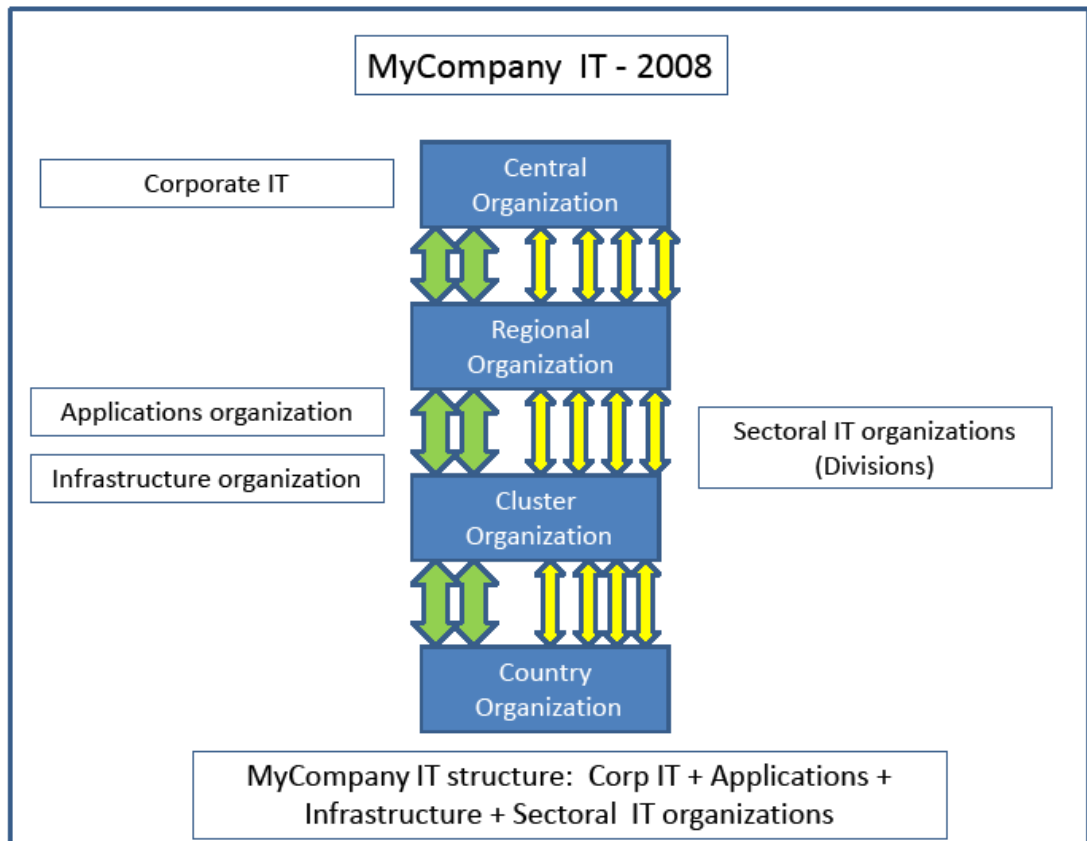 MyCompany IT - 2008
Central
Organization
Corporate IT
Regional
Organization
Applications organization
Infrastructure organization
Sectoral IT organizations
(Divisions)
Cluster
Organization
Country
Organization
MyCompany IT structure: Corp IT + Applications +
Infrastructure + Sectoral IT organizations